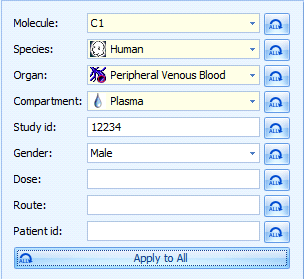 Molecule: C1 ALL
Species: Human ALL
Organ: Peripheral Venous Blood ALL
Compartment: Plasma ALL
Study id: 12234 ALL
Gender: Male ALL
Dose: ALL
Route: ALL
Patient id: ALL
ALL Apply to All